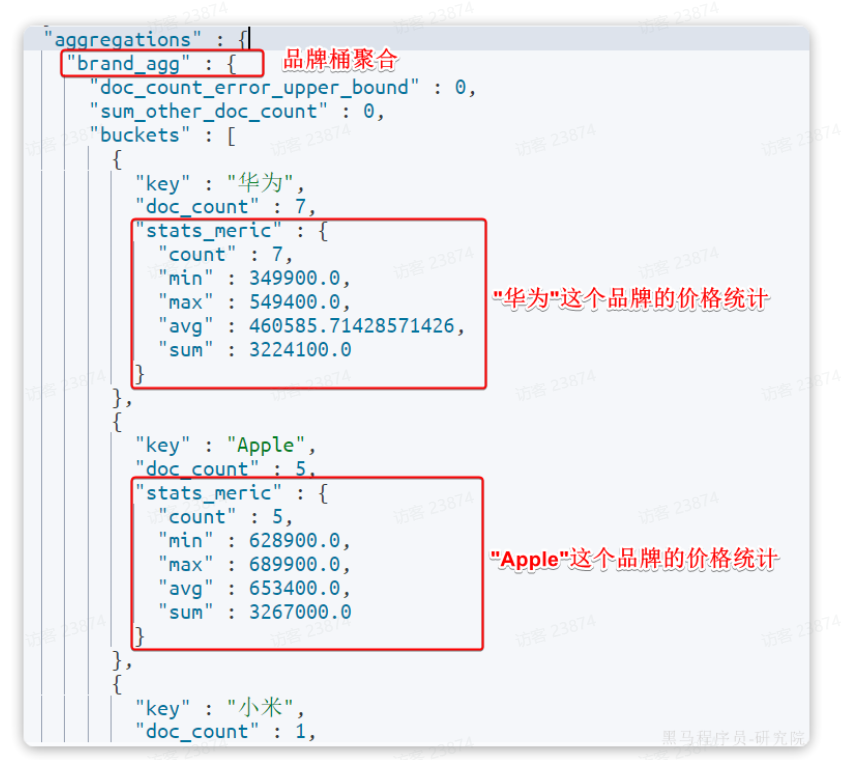 "aggregations" : {
"brand_agg" : {
品牌桶聚合
"doc_count_error_upper_bound" : 0,
"sum_other_doc_count" : 0,
"buckets" : [
{
"key" : "华为",
"doc_count" : 7,
"stats_meric" : {
"count" : 7,
"min" : 349900.0,
"max" : 549400.0,
"avg" : 460585.71428571426,
"sum" : 3224100.0
}
"华为"这个品牌的价格统计
},
{
"key" : "Apple",
"doc_count" : 5,
"stats_meric" : {
"count" : 5,
"min" : 628900.0,
"max" : 689900.0,
"avg" : 653400.0,
"sum" : 3267000.0
}
"Apple"这个品牌的价格统计
},
{
"key" : "小米",
"doc_count" : 1,
黑马程序员-研究院
访客 23874